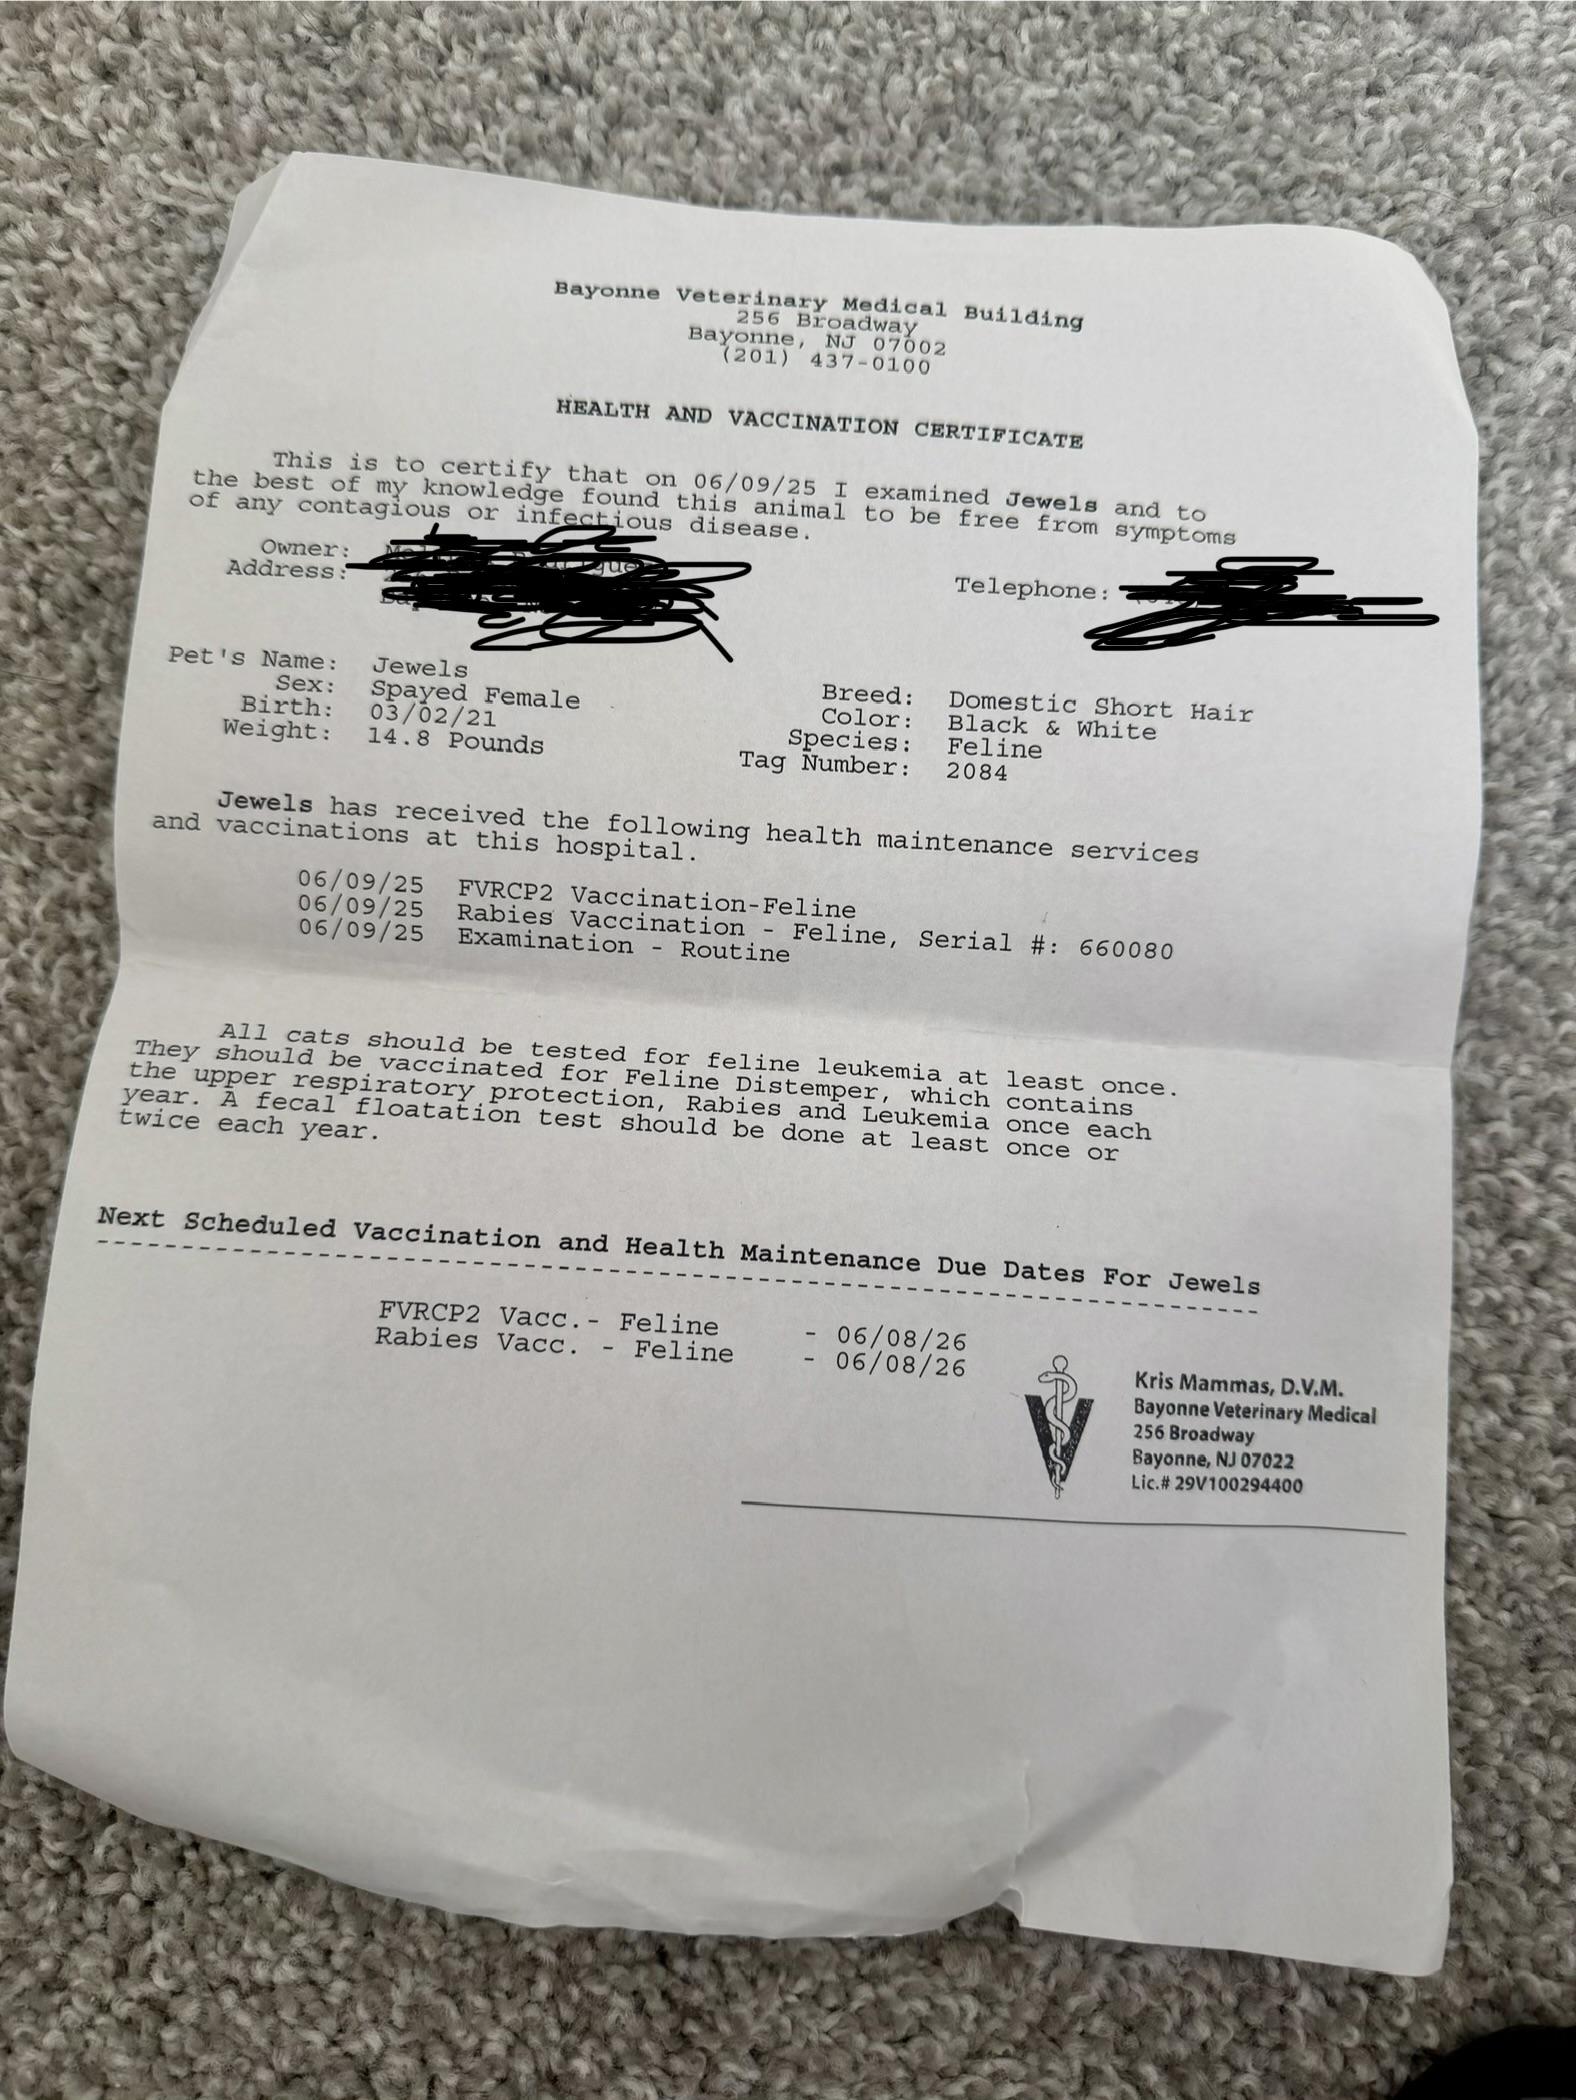 Bayonne Veterinary Medical Building
256 Broadway
Bayonne, NJ 07002
(201) 437-0100
HEALTH AND VACCINATION CERTIFICATE
This is to certify that on 06/09/25 I examined Jewels and to
the best of my knowledge found this animal to be free from symptoms
of any contagious or infectious disease.
Owner:
Address:
Telephone:
Pet's Name: Jewels
Sex: Spayed Female
Birth: 03/02/21
Weight: 14.8 Pounds
Breed: Domestic Short Hair
Color: Black & White
Species: Feline
Tag Number: 2084
Jewels has received the following health maintenance services
and vaccinations at this hospital.
06/09/25 FVRCP2 Vaccination-Feline
06/09/25 Rabies Vaccination - Feline, Serial #: 660080
06/09/25 Examination - Routine
All cats should be tested for feline leukemia at least once.
They should be vaccinated for Feline Distemper, which contains
the upper respiratory protection, Rabies and Leukemia once each
year. A fecal floatation test should be done at least once or
twice each year.
Next Scheduled Vaccination and Health Maintenance Due Dates For Jewels
FVRCP2 Vacc.- Feline - 06/08/26
Rabies Vacc. - Feline - 06/08/26
Kris Mammas, D.V.M.
Bayonne Veterinary Medical
256 Broadway
Bayonne, NJ 07022
Lic.# 29V100294400